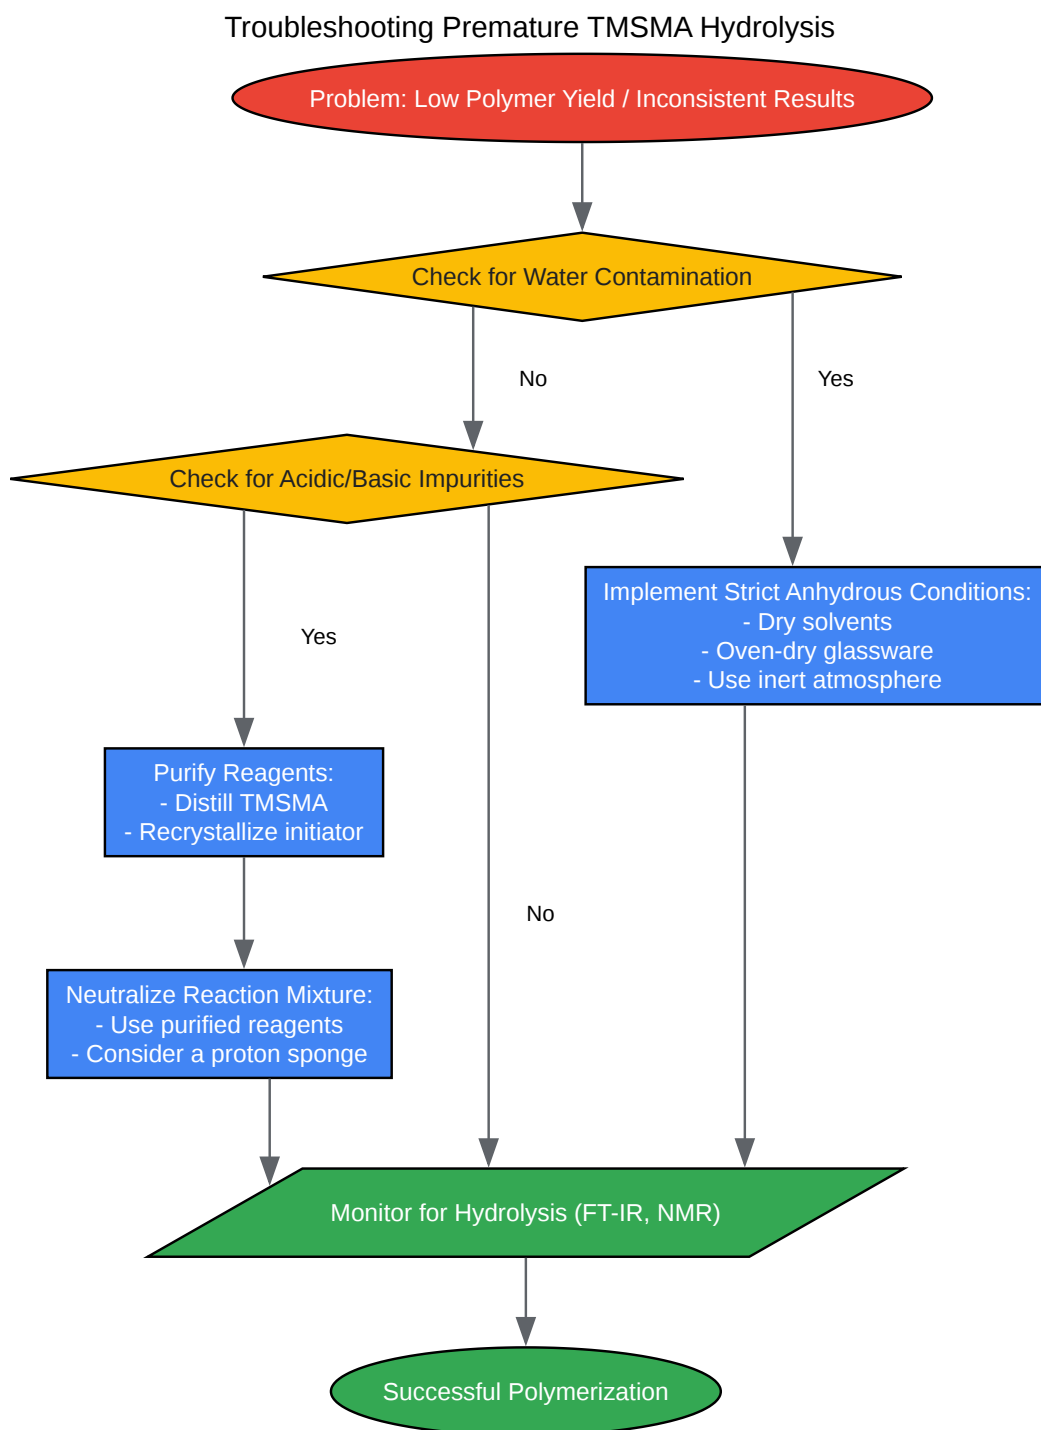 Troubleshooting Premature TMSMA Hydrolysis
Problem: Low Polymer Yield / Inconsistent Results
Check for Water Contamination
No
Yes
Check for Acidic/Basic Impurities
Implement Strict Anhydrous Conditions:
- Dry solvents
- Oven-dry glassware
- Use inert atmosphere
Yes
Purify Reagents:
- Distill TMSMA
- Recrystallize initiator
No
Neutralize Reaction Mixture:
- Use purified reagents
- Consider a proton sponge
Monitor for Hydrolysis (FT-IR, NMR)
Successful Polymerization